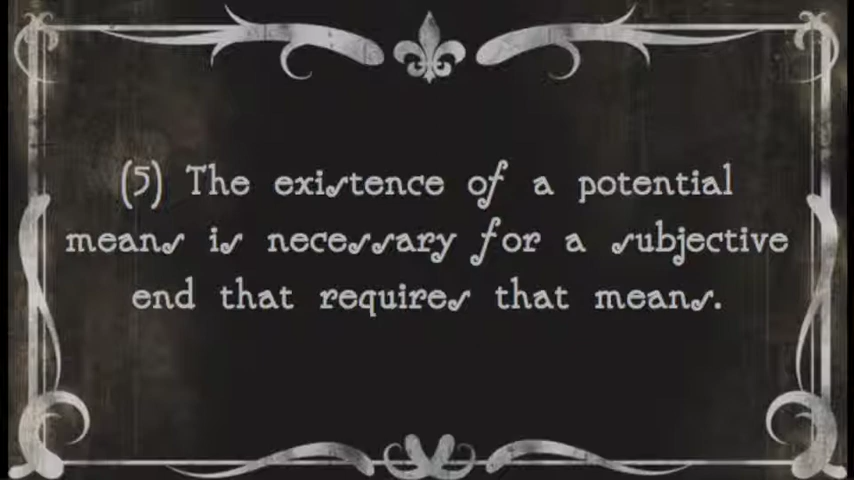 (5) The existence of a potential
means is necessary for a subjective
end that requires that means.